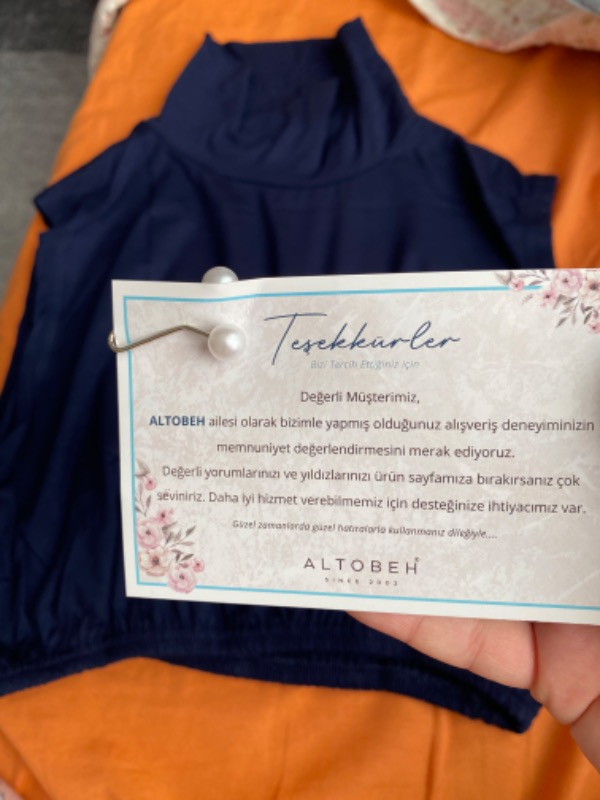 Teşekkürler
Bizi Tercih Ettiğiniz için
Değerli Müşterimiz,
ALTOBEH ailesi olarak bizimle yapmış olduğunuz alışveriş deneyiminizin
memnuniyet değerlendirmesini merak ediyoruz.
Değerli yorumlarınızı ve yıldızlarınızı ürün sayfamıza bırakırsanız çok
seviniriz. Daha iyi hizmet verebilmemiz için desteğinize ihtiyacımız var.
Güzel zamanlarda güzel hatıralarla kullanmanız dileğiyle....
ALTOBEH
SINCE 2002